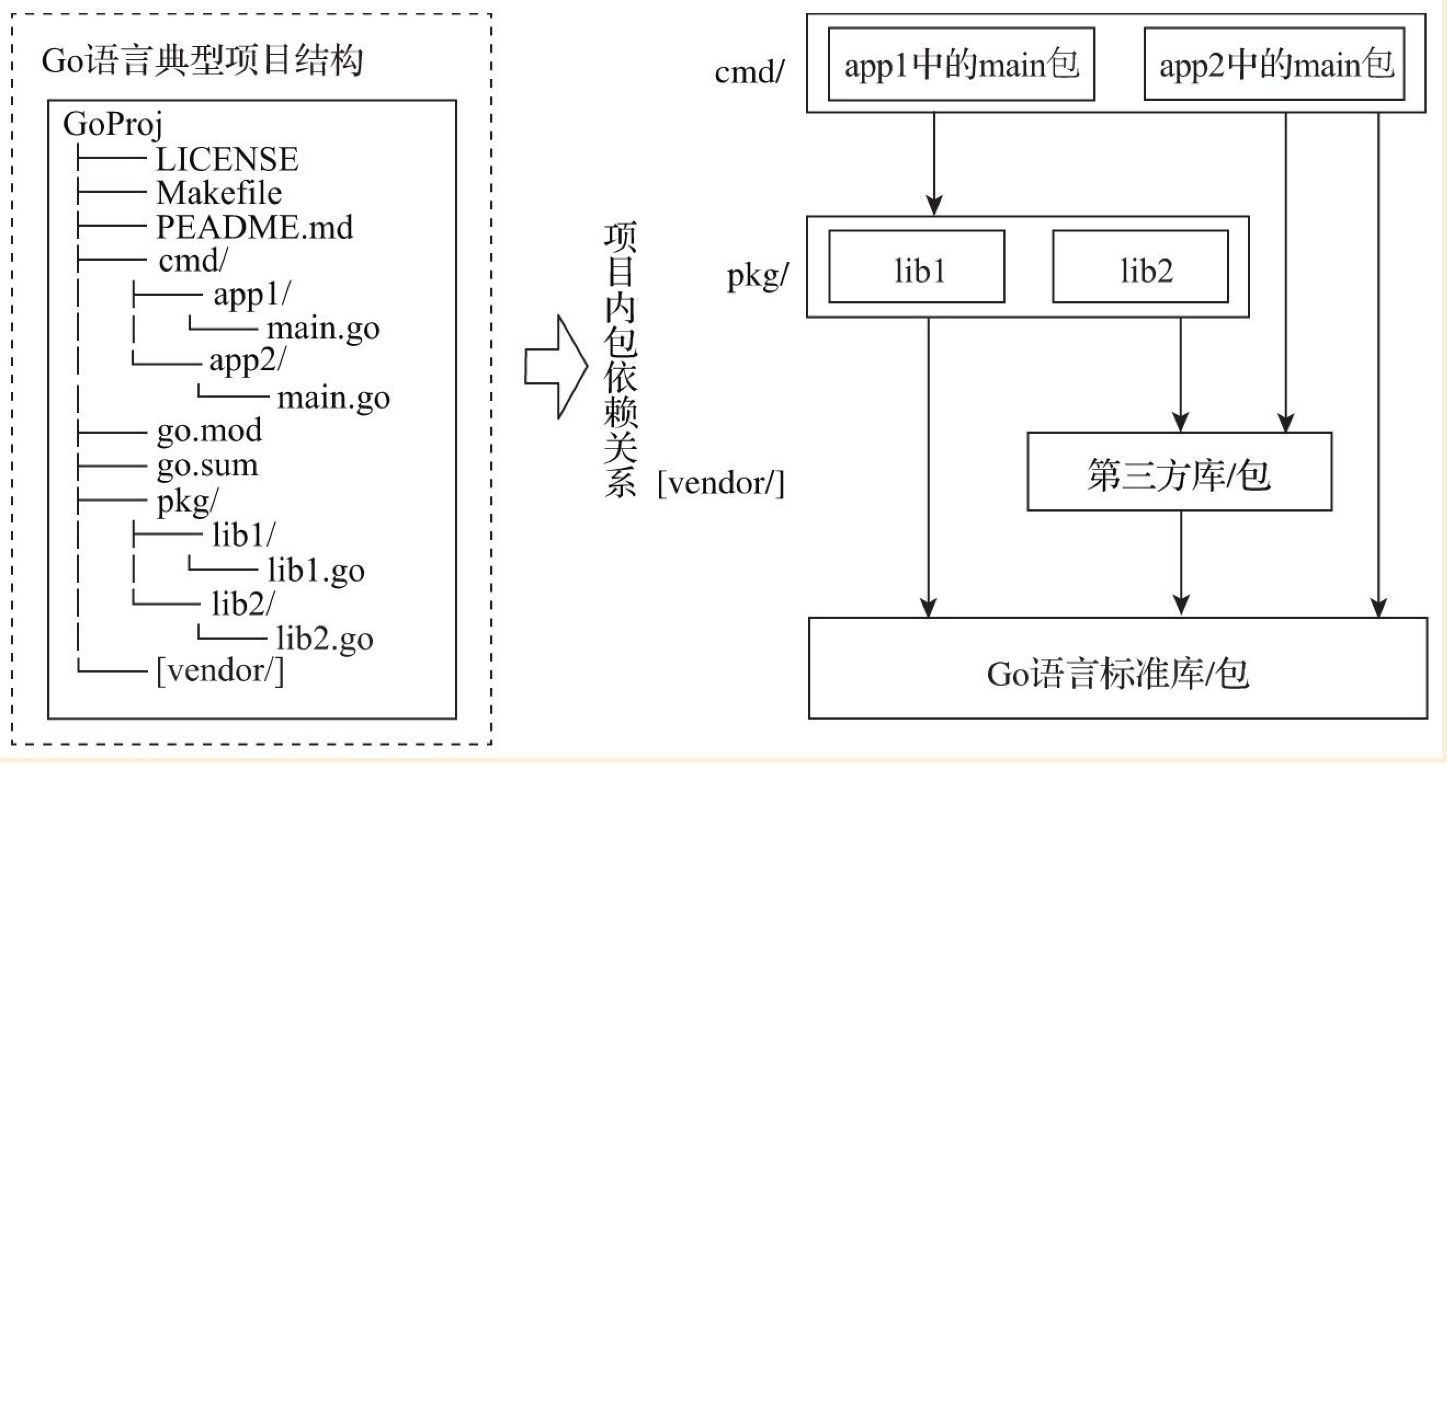 Go语言典型项目结构
GoProj
LICENSE
Makefile
PEADME.md
cmd/
app1/
main.go
app2/
main.go
go.mod
go.sum
pkg/
lib1/
lib1.go
lib2/
lib2.go
[vendor/]
项目内包依赖关系
cmd/
app1中的main包
app2中的main包
pkg/
lib1
lib2
[vendor/]
第三方库/包
Go语言标准库/包